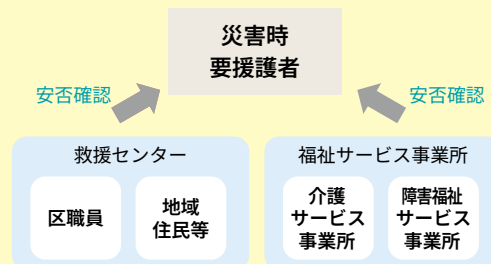 災害時
要援護者
安否確認
安否確認
救援センター
福祉サービス事業所
区職員
地域
住民等
介護
サービス
事業所
障害福祉
サービス
事業所